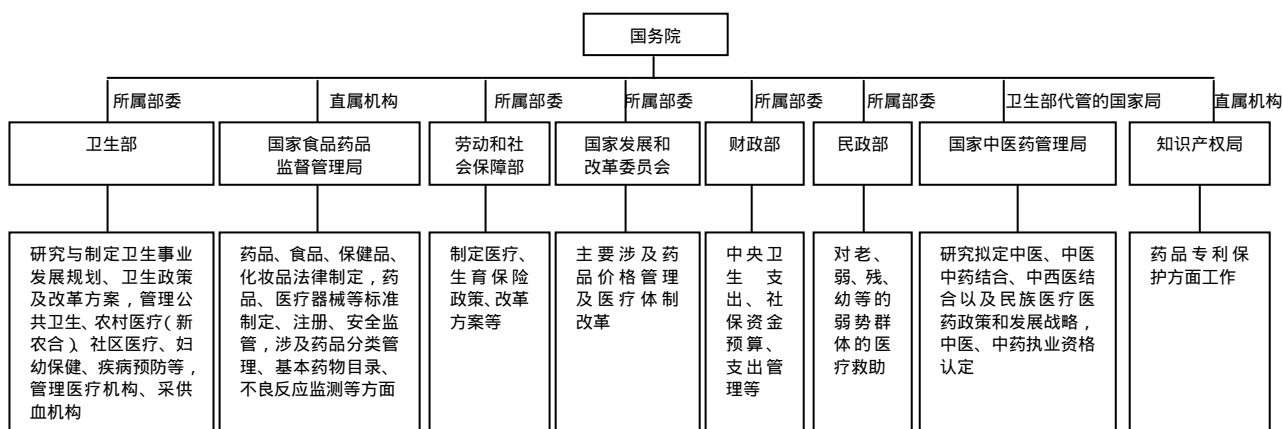 国务院
所属部委
直属机构
所属部委
所属部委
所属部委
所属部委
卫生部代管的国家局
直属机构
卫生部
国家食品药品
监督管理局
劳动和社
会保障部
国家发展和
改革委员会
财政部
民政部
国家中医药管理局
知识产权局
研究与制定卫生事业
发展规划、卫生政策
及改革方案，管理公
共卫生、农村医疗（新
农合）、社区医疗、妇
幼保健、疾病预防等，
管理医疗机构、采供
血机构
药品、食品、保健品、
化妆品法律制定，药
品、医疗器械等标准
制定、注册、安全监
管，涉及药品分类管
理、基本药物目录、
不良反应监测等方面
制定医疗、
生育保险
政策、改革
方案等
主要涉及药
品价格管理
及医疗体制
改革
中央卫
生支
出、社
保资金
预算、
支出管
理等
对老、
弱、残、
幼等的
弱势群
体的医
疗救助
研究拟定中医、中医
中药结合、中西医结
合以及民族医疗医
药政策和发展战略，
中医、中药执业资格
认定
药品专利保
护方面工作